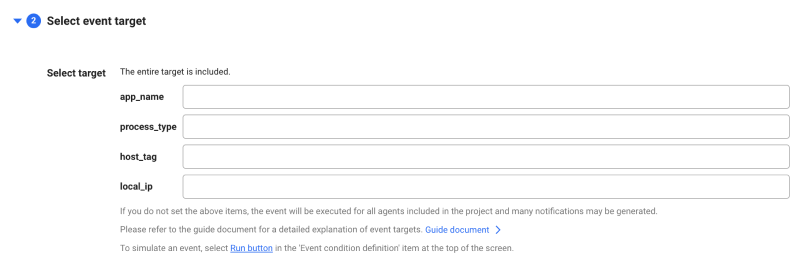 2 Select event target
Select target The entire target is included.
app_name
process_type
host_tag
local_ip
If you do not set the above items, the event will be executed for all agents included in the project and many notifications may be generated.
Please refer to the guide document for a detailed explanation of event targets. Guide document >
To simulate an event, select Run button in the 'Event condition definition' item at the top of the screen.